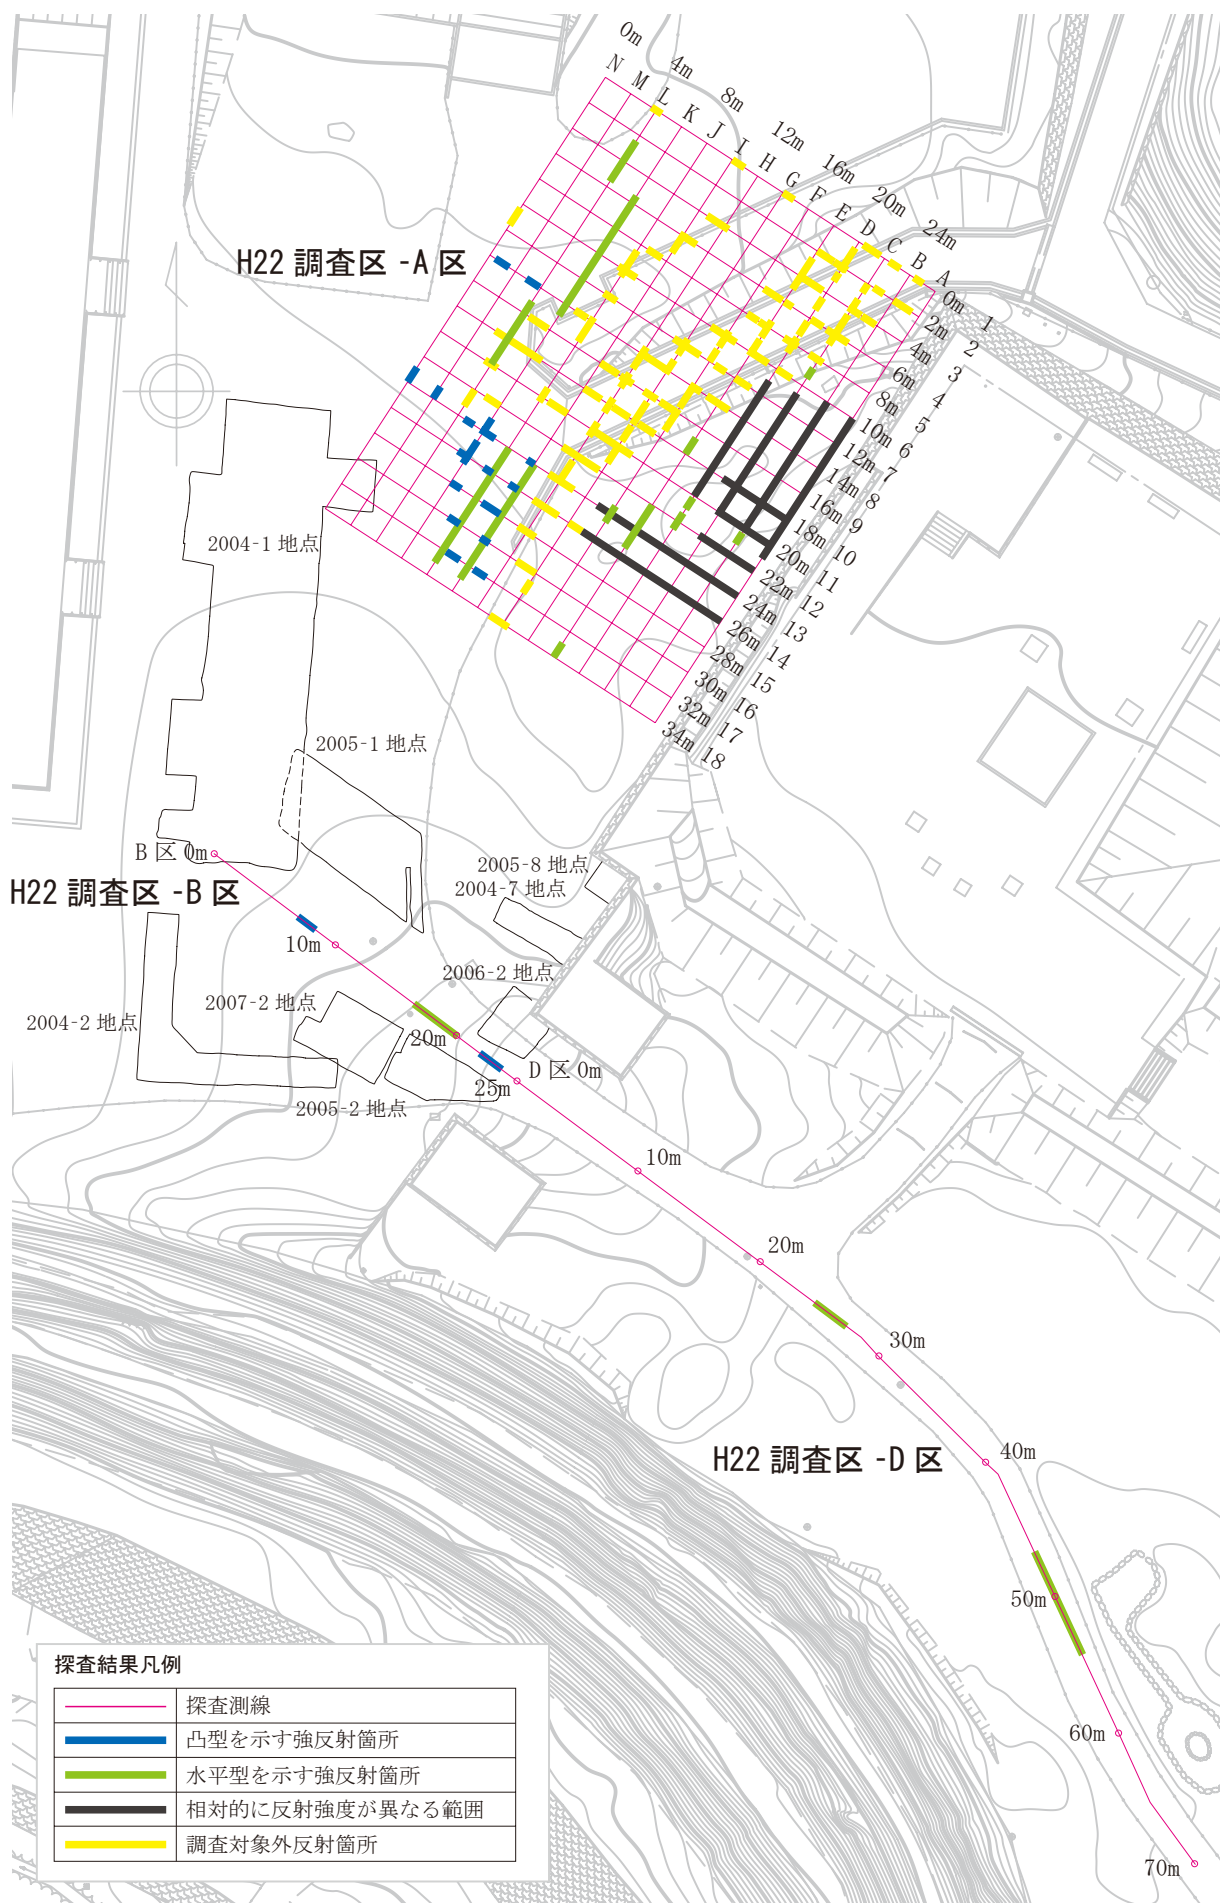 0m
4m
8m
12m
16m
20m
24m
N M L K J I H G F E D C B A
0m 1
2m 2
4m 3
6m 4
8m 5
10m 6
12m 7
14m 8
16m 9
18m 10
20m 11
22m 12
24m 13
26m 14
28m 15
30m 16
32m 17
34m 18
H22 調査区 -A 区
2004-1 地点
2005-1 地点
B 区 0m
H22 調査区 -B 区
2005-8 地点
2004-7 地点
10m
2006-2 地点
2007-2 地点
2004-2 地点
20m
D 区 0m
25m
2005-2 地点
10m
20m
30m
40m
H22 調査区 -D 区
50m
60m
70m
探査結果凡例
探査測線
凸型を示す強反射箇所
水平型を示す強反射箇所
相対的に反射強度が異なる範囲
調査対象外反射箇所